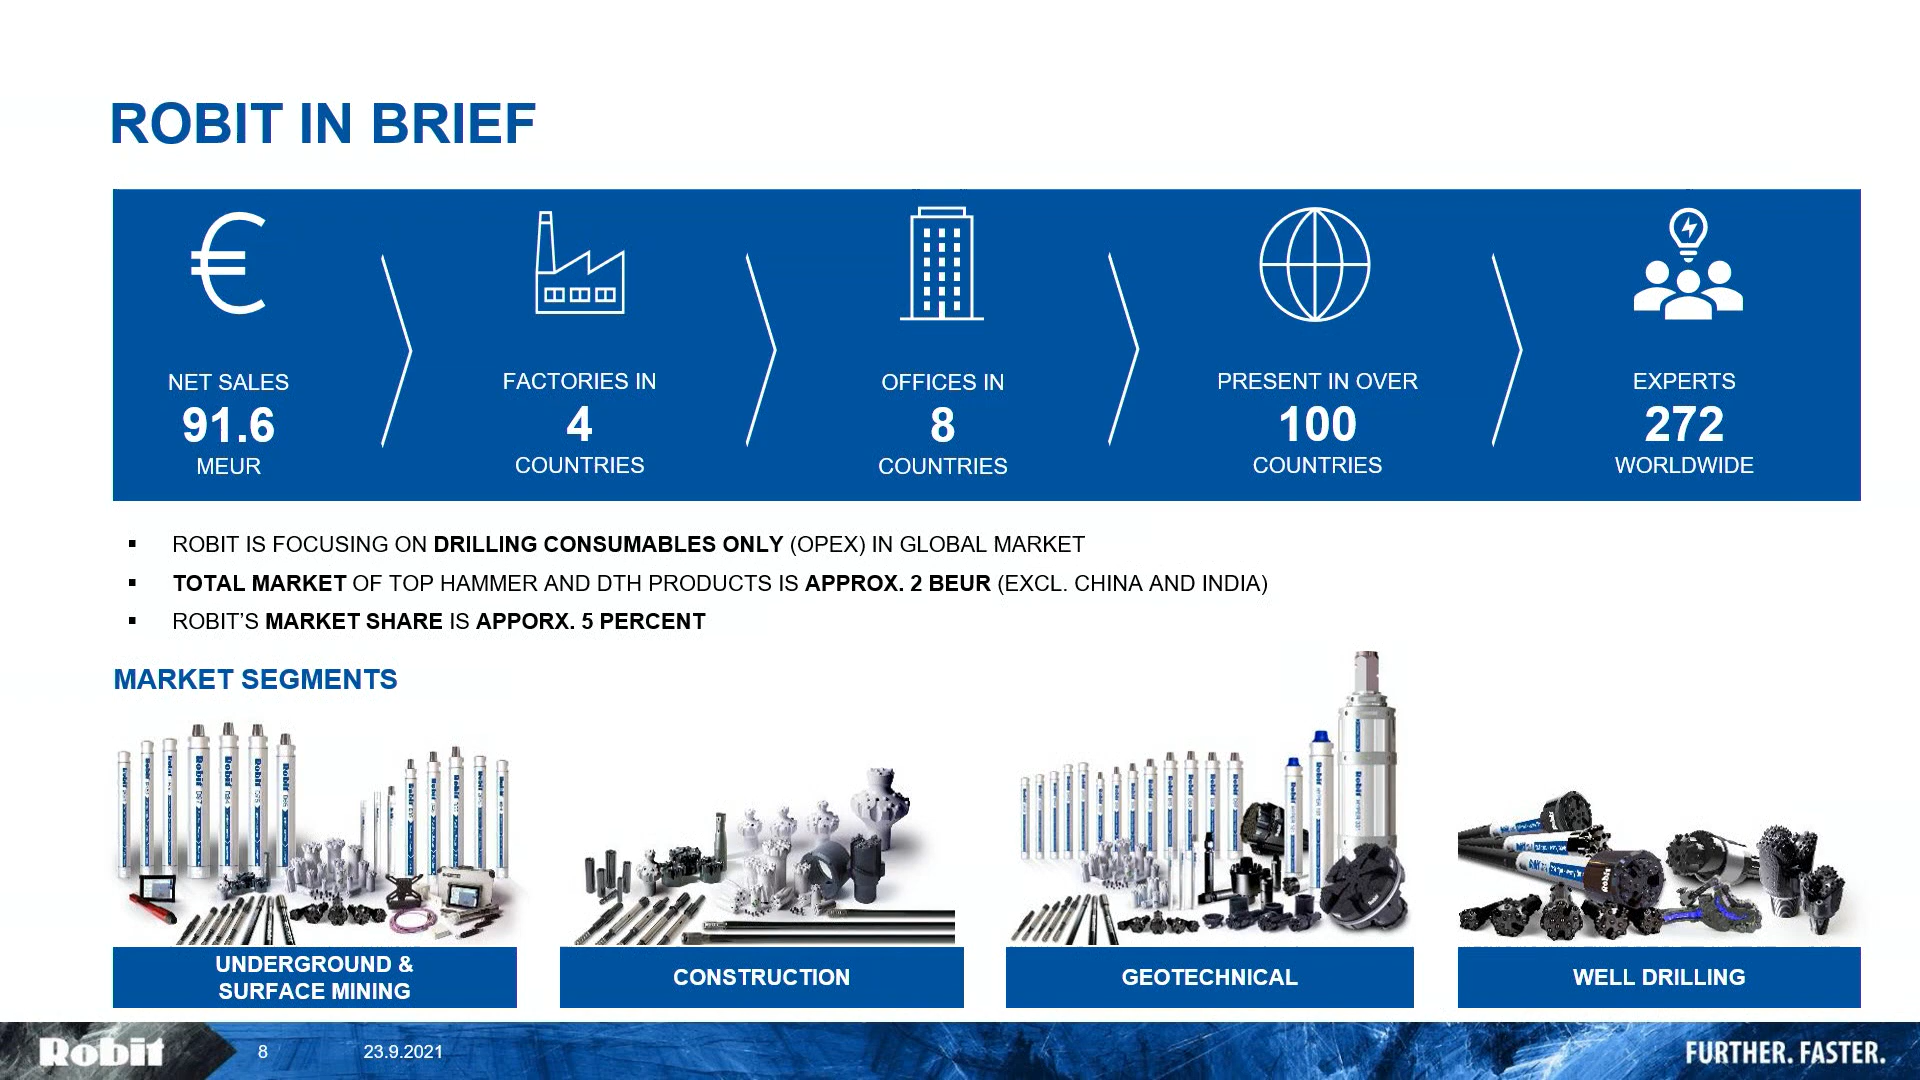 ROBIT IN BRIEF
€
NET SALES
91.6
MEUR
FACTORIES IN
4
COUNTRIES
OFFICES IN
8
COUNTRIES
PRESENT IN OVER
100
COUNTRIES
EXPERTS
272
WORLDWIDE
▪ ROBIT IS FOCUSING ON DRILLING CONSUMABLES ONLY (OPEX) IN GLOBAL MARKET
▪ TOTAL MARKET OF TOP HAMMER AND DTH PRODUCTS IS APPROX. 2 BEUR (EXCL. CHINA AND INDIA)
▪ ROBIT’S MARKET SHARE IS APPORX. 5 PERCENT
MARKET SEGMENTS
UNDERGROUND &
SURFACE MINING
CONSTRUCTION
GEOTECHNICAL
WELL DRILLING
Robit
8
23.9.2021
FURTHER. FASTER.